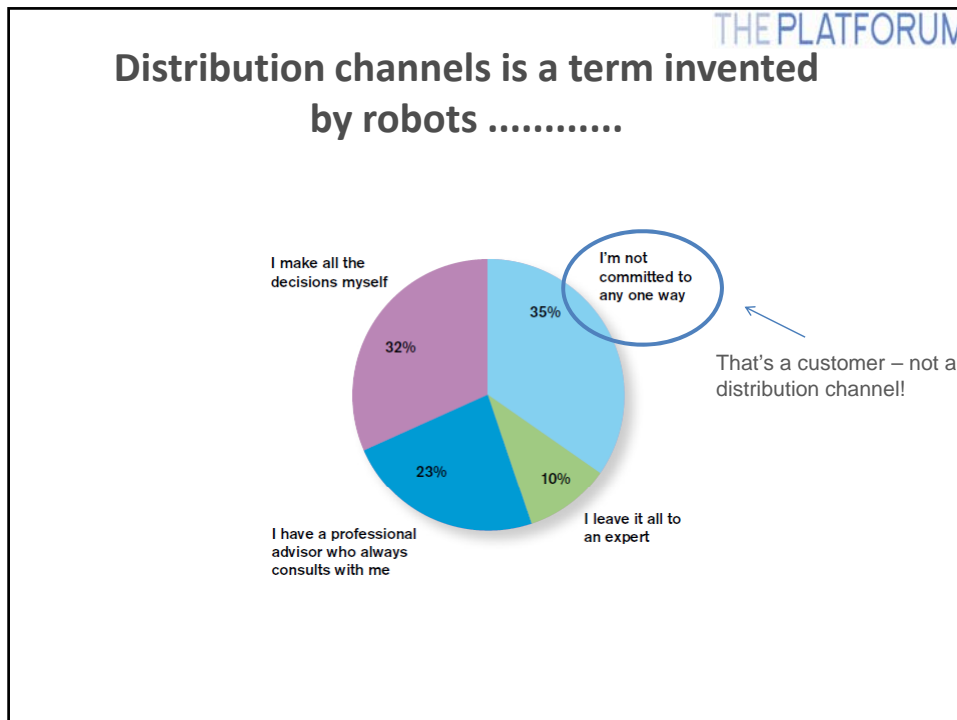 THE PLATFORUM
Distribution channels is a term invented
by robots ............
I make all the
decisions myself
32%
35%
I'm not
committed to
any one way
That's a customer – not a
distribution channel!
23%
10%
I have a professional
advisor who always
consults with me
I leave it all to
an expert